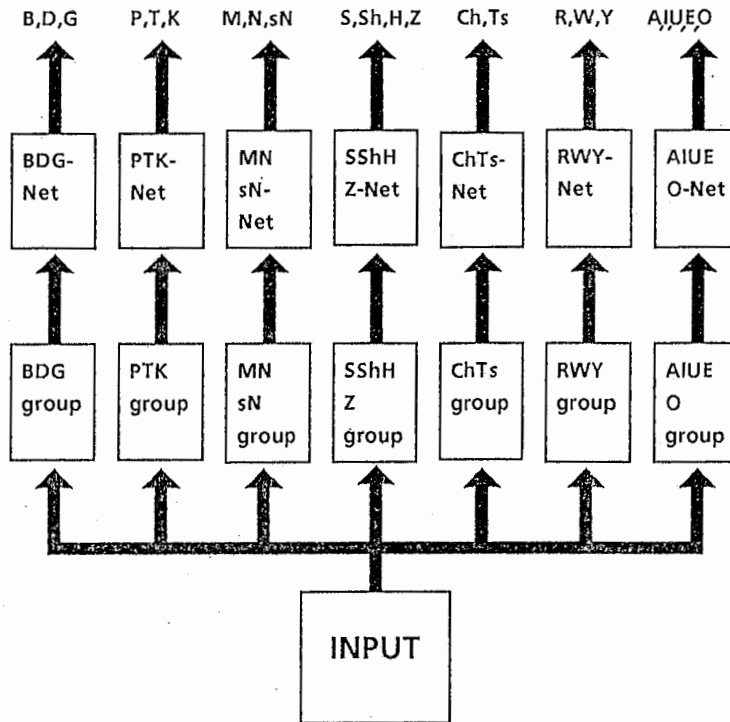 B,D,G P,T,K M,N,sN S,Sh,H,Z Ch,Ts R,W,Y A,I,U,E,O
BDG-
Net
PTK-
Net
MN
sN-
Net
SShH
Z-Net
ChTs-
Net
RWY-
Net
AIUE
O-Net
BDG
group
PTK
group
MN
sN
group
SShH
Z
group
ChTs
group
RWY
group
AIUE
O
group
INPUT